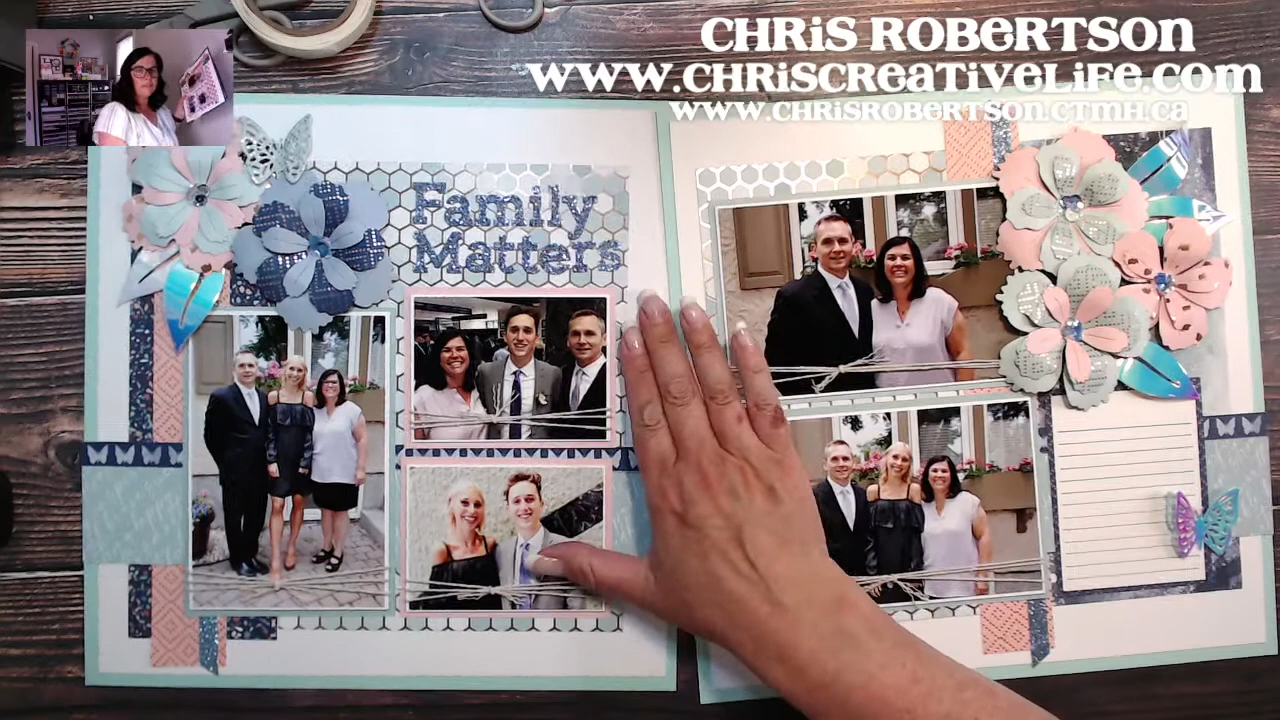 CHRiS ROBERTSON
WWW.CHRiSCREATiVELiFE.COM
WWW.CHRISROBERTSON.CTMH.CA
Family
Matters